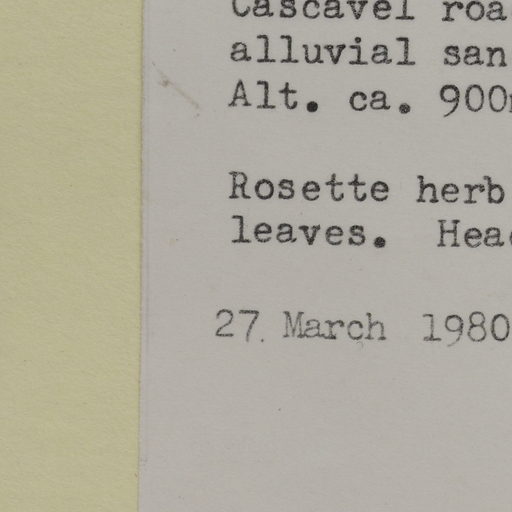 Cascavel roa
alluvial san
Alt. ca. 900
Rosette herb
leaves. Hea
27. March 1980